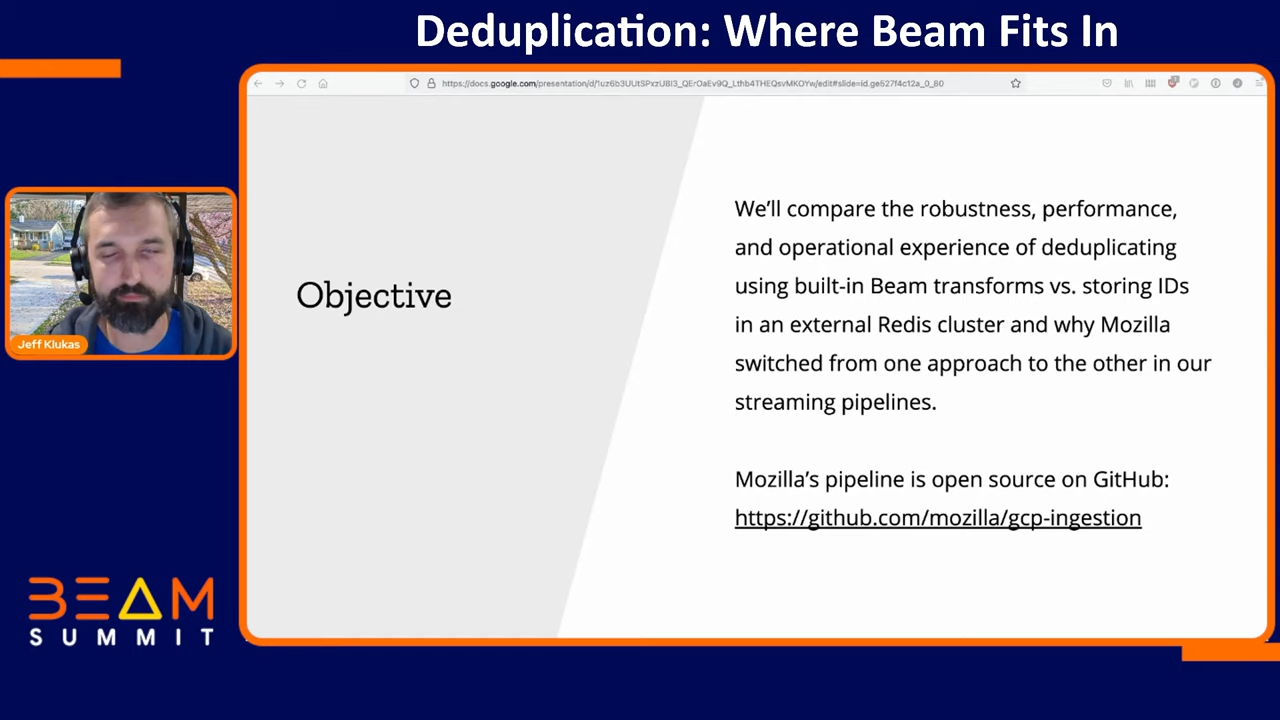 Deduplication: Where Beam Fits In
Jeff Klukas
Objective
We'll compare the robustness, performance,
and operational experience of deduplicating
using built-in Beam transforms vs. storing IDs
in an external Redis cluster and why Mozilla
switched from one approach to the other in our
streaming pipelines.
Mozilla's pipeline is open source on GitHub:
https://github.com/mozilla/gcp-ingestion
BEAM
SUMMIT